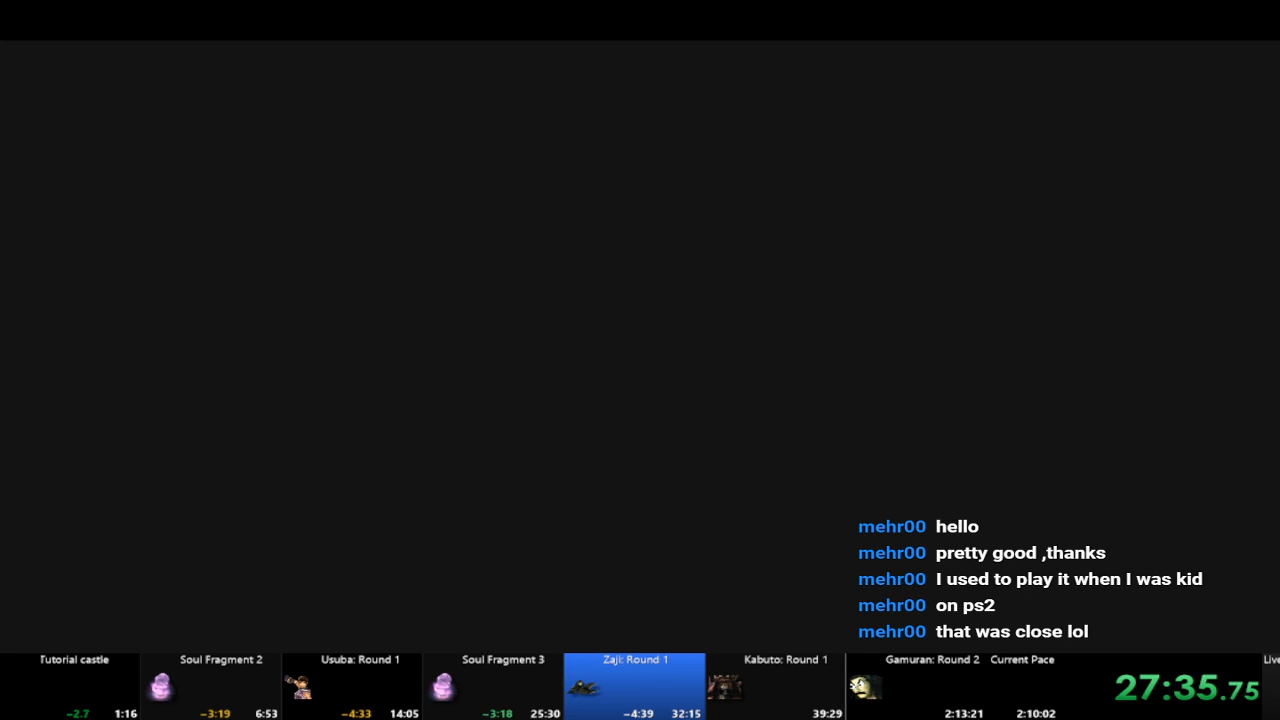 mehr00 hello
mehr00 pretty good ,thanks
mehr00 I used to play it when I was kid
mehr00 on ps2
mehr00 that was close lol
Tutorial castle Soul Fragment 2 Usuba: Round 1 Soul Fragment 3 Zaji: Round 1 Kabuto: Round 1 Gamuran: Round 2 Current Pace Live
27:35.75
−2.7 1:16 −3:19 6:53 −4:33 14:05 −3:18 25:30 −4:39 32:15 39:29 2:13:21 2:10:02